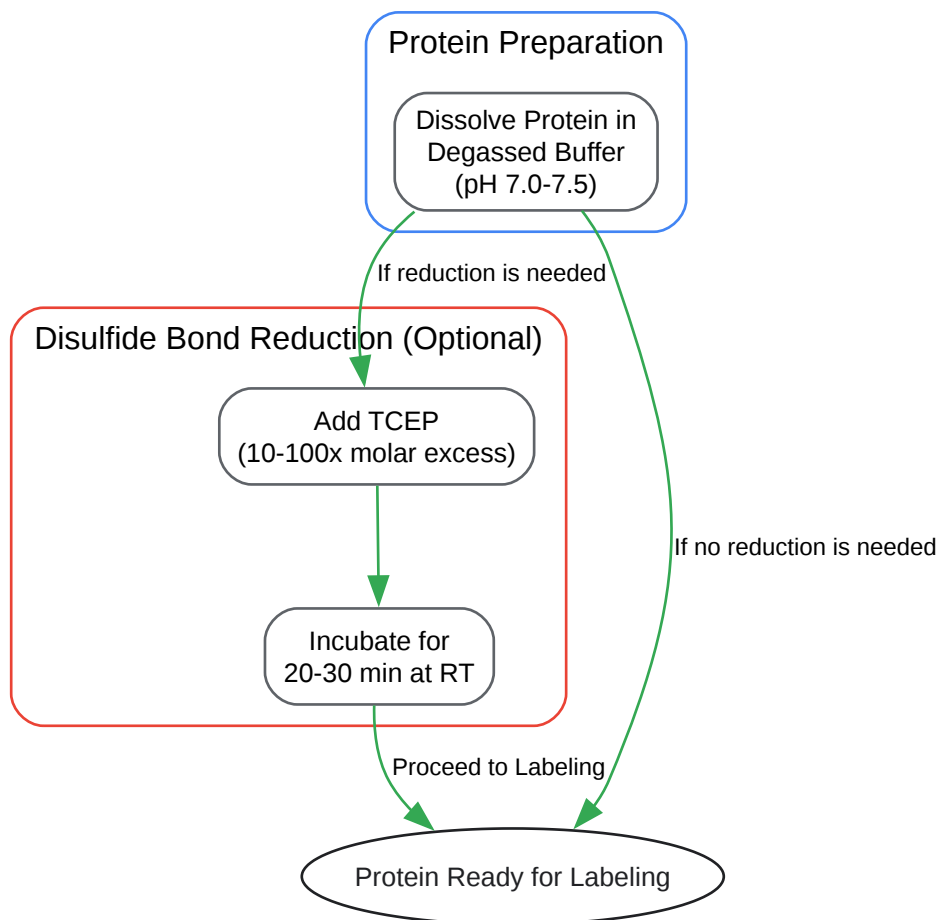 Protein Preparation
Dissolve Protein in
Degassed Buffer
(pH 7.0-7.5)
If reduction is needed
Disulfide Bond Reduction (Optional)
Add TCEP
(10-100x molar excess)
If no reduction is needed
Incubate for
20-30 min at RT
Proceed to Labeling
Protein Ready for Labeling